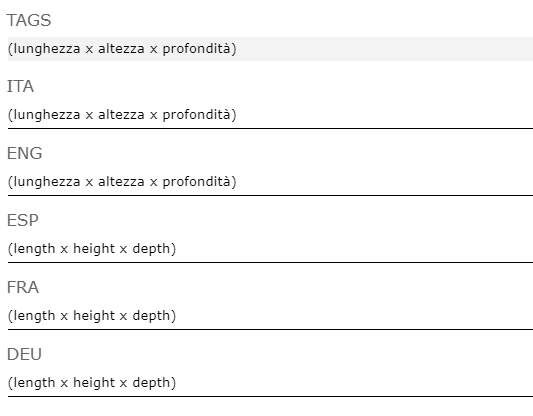 TAGS
(lunghezza x altezza x profondità)
ITA
(lunghezza x altezza x profondità)
ENG
(lunghezza x altezza x profondità)
ESP
(length x height x depth)
FRA
(length x height x depth)
DEU
(length x height x depth)